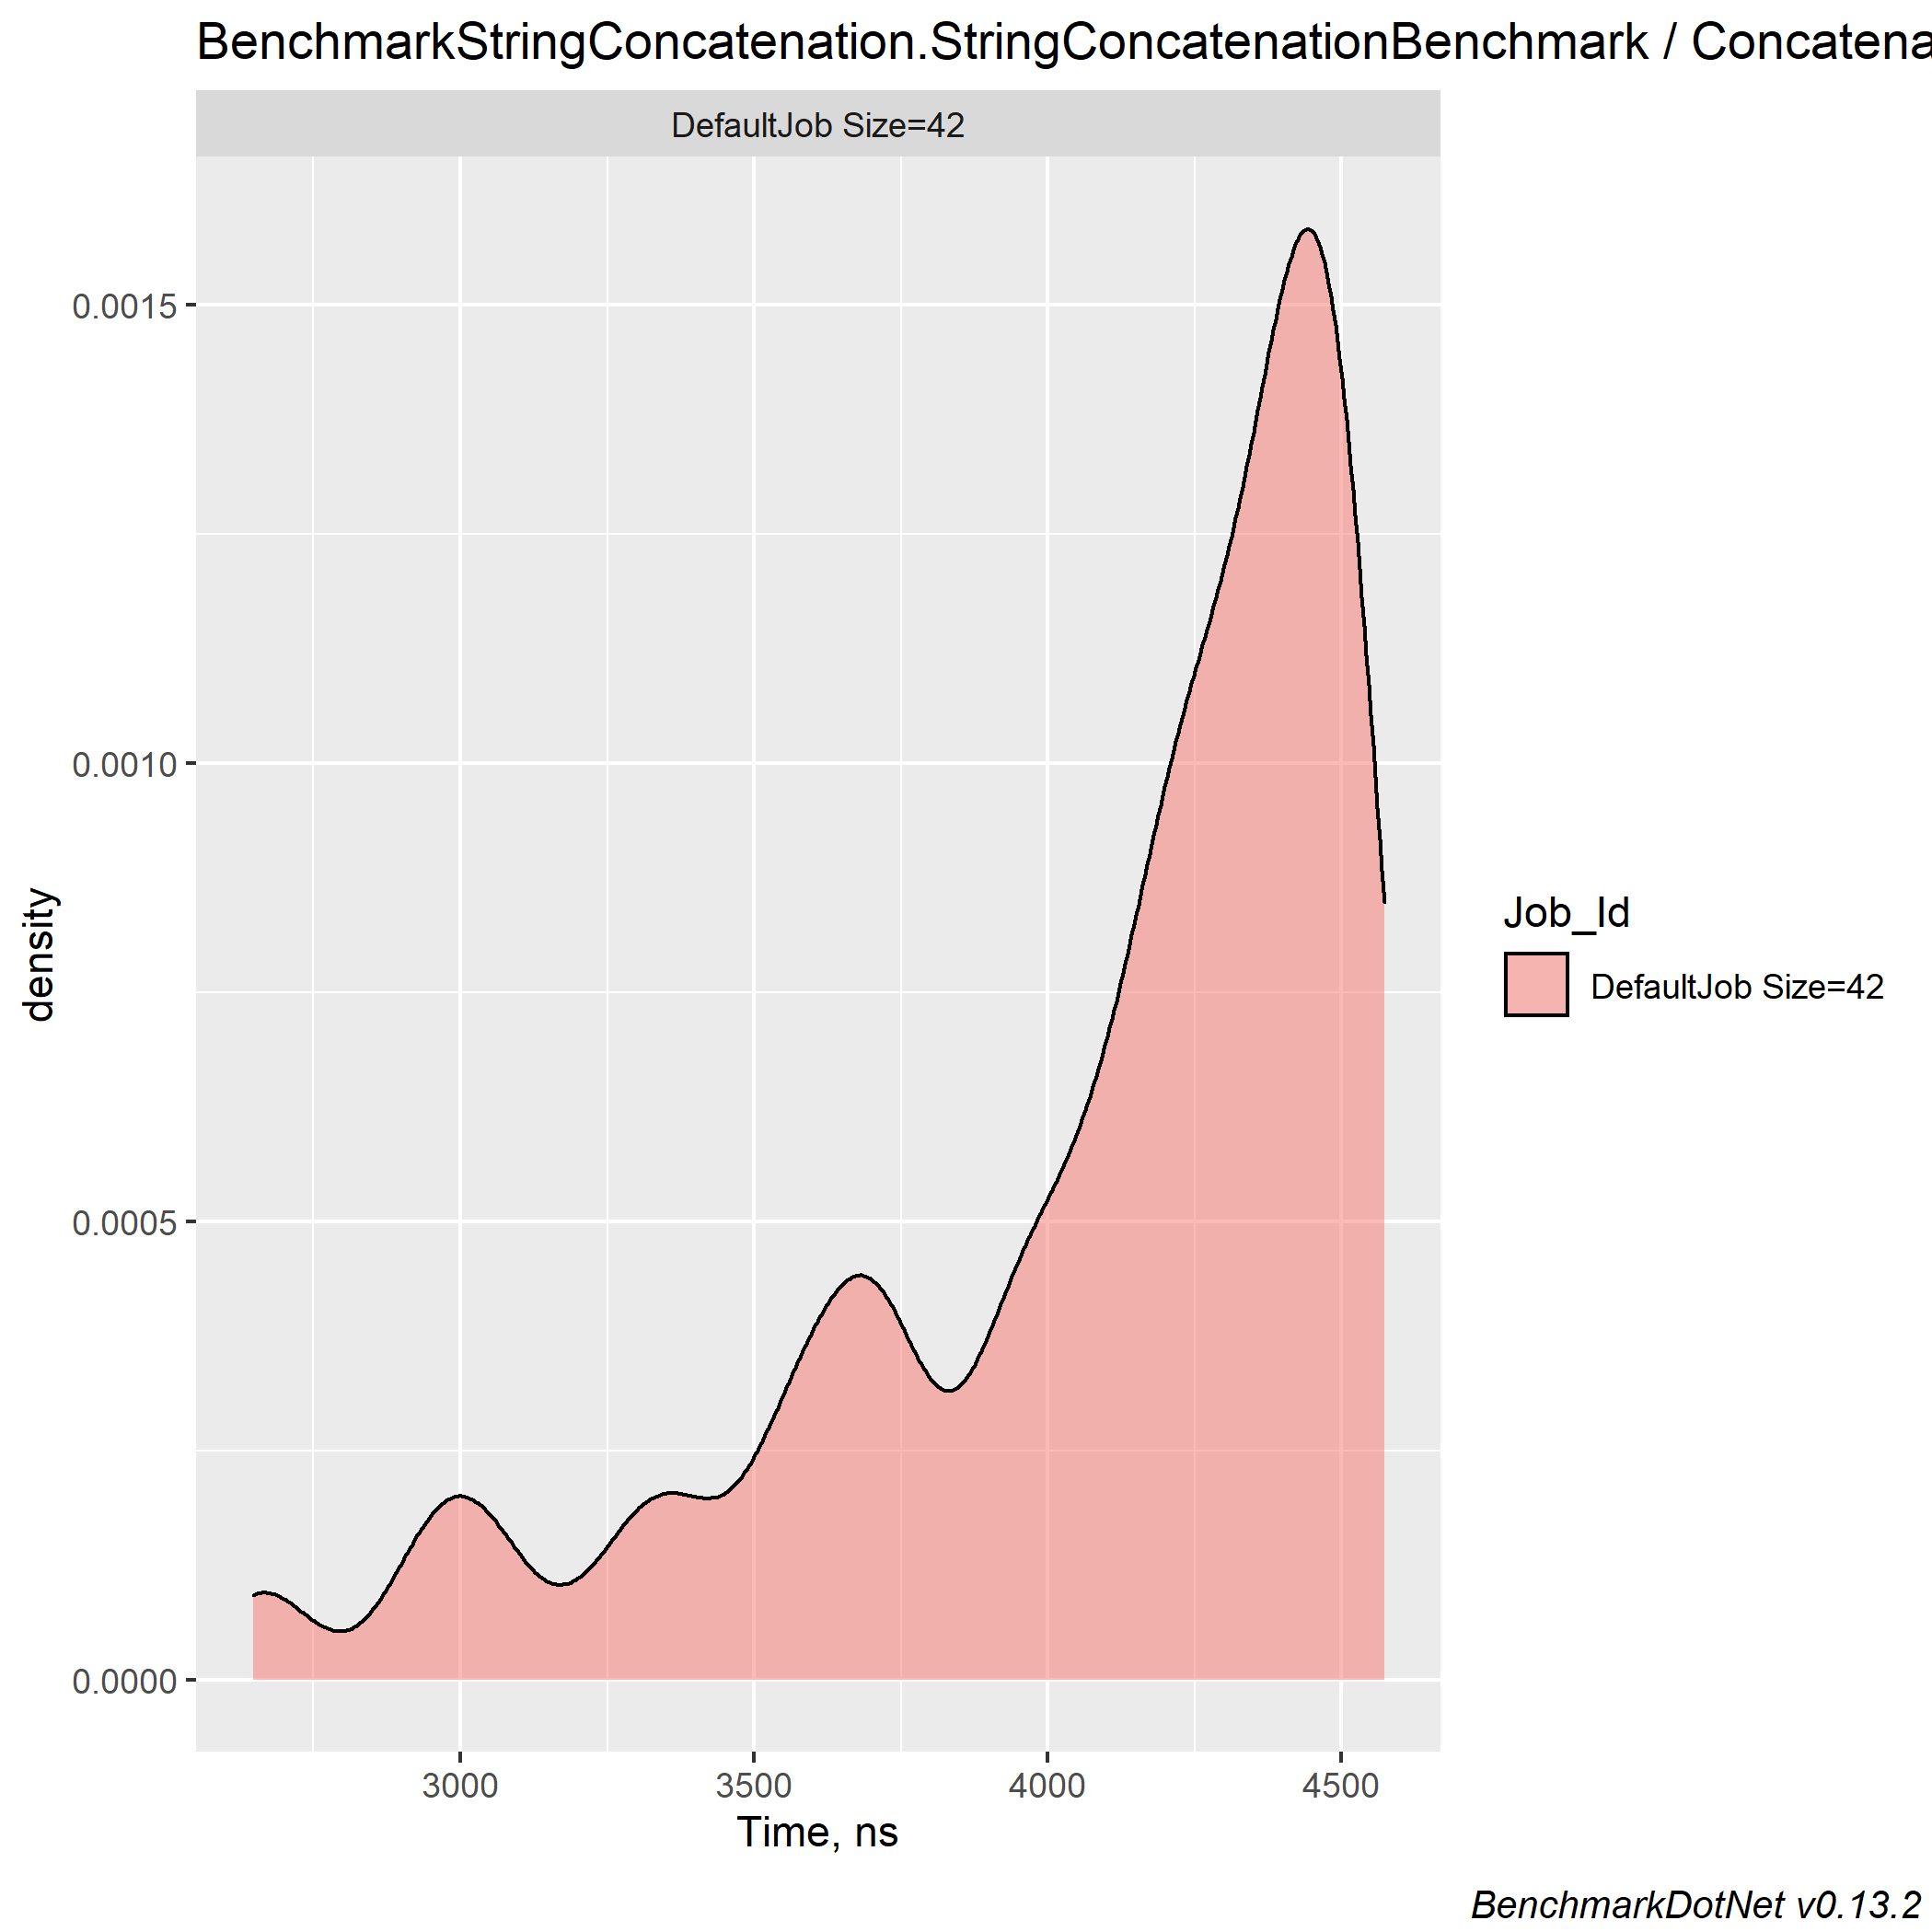 BenchmarkStringConcatenation.StringConcatenationBenchmark /
DefaultJob Size=42
0.0015
0.0010
0.0005
0.0000
density
3000 3500 4000 4500
Time, ns
Job_Id
DefaultJob Size=42
BenchmarkDotNet v0.13.2